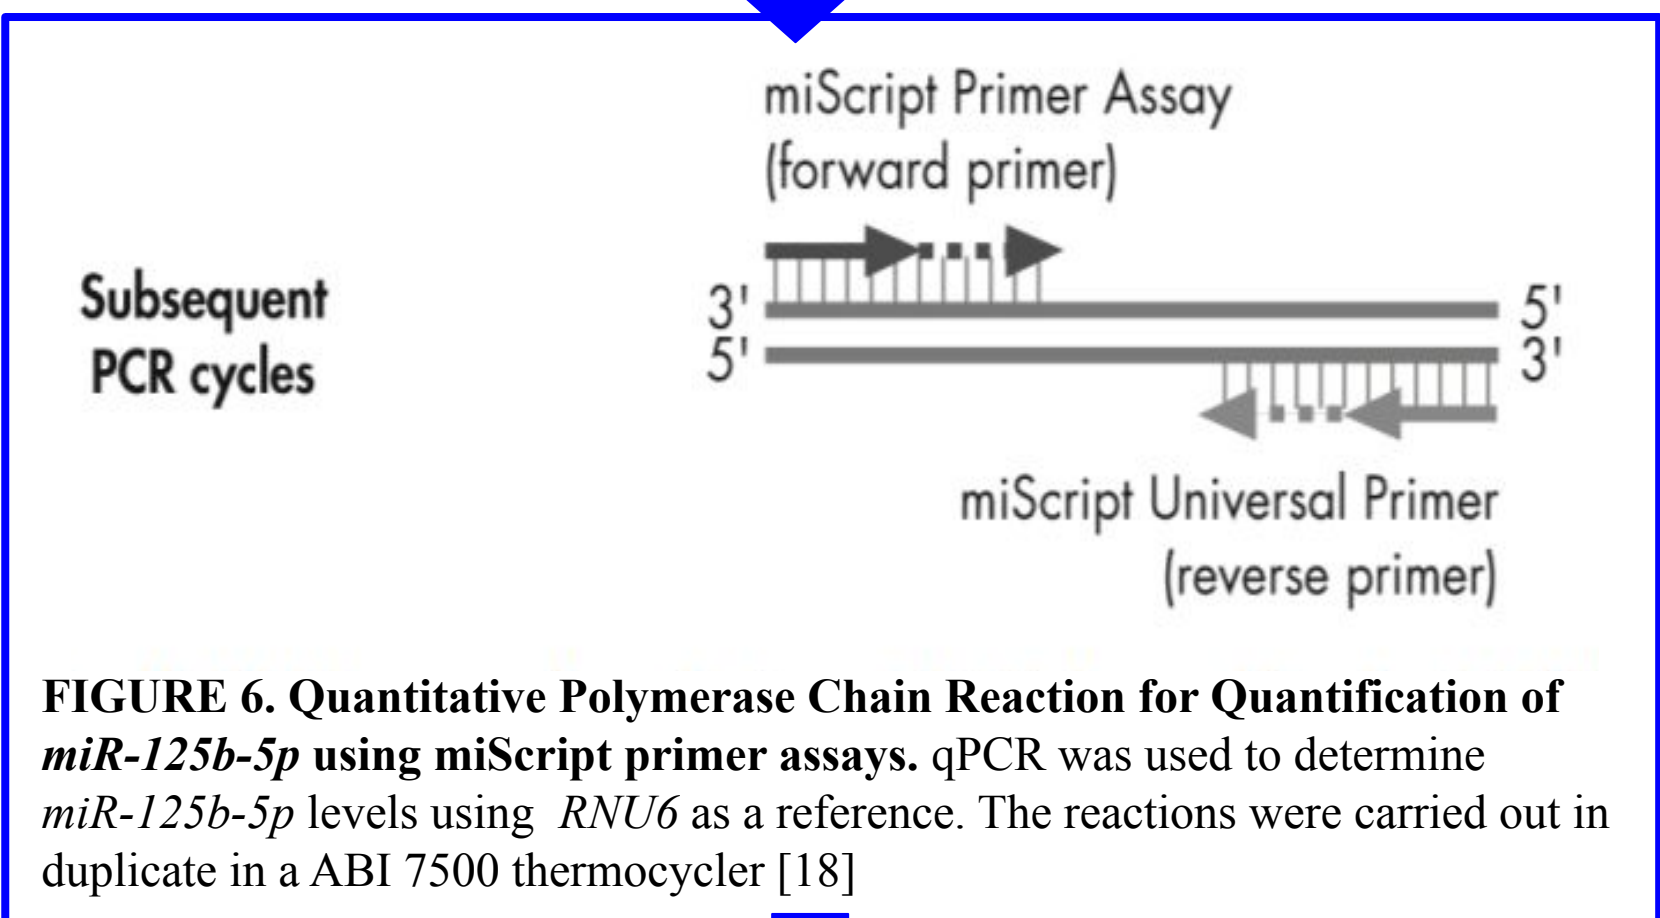 miScript Primer Assay
(forward primer)
Subsequent
PCR cycles
3' 5'
5' 3'
miScript Universal Primer
(reverse primer)
FIGURE 6. Quantitative Polymerase Chain Reaction for Quantification of
miR-125b-5p using miScript primer assays. qPCR was used to determine
miR-125b-5p levels using RNU6 as a reference. The reactions were carried out in
duplicate in a ABI 7500 thermocycler [18]